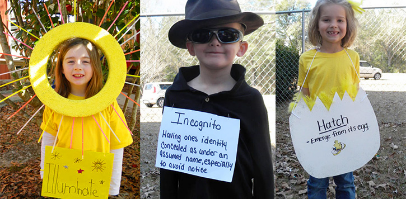 Illuminate
Incognito
Having ones identity
concealed as under an
assumed name, especially
to avoid notice
Hatch
- Emerge from its egg